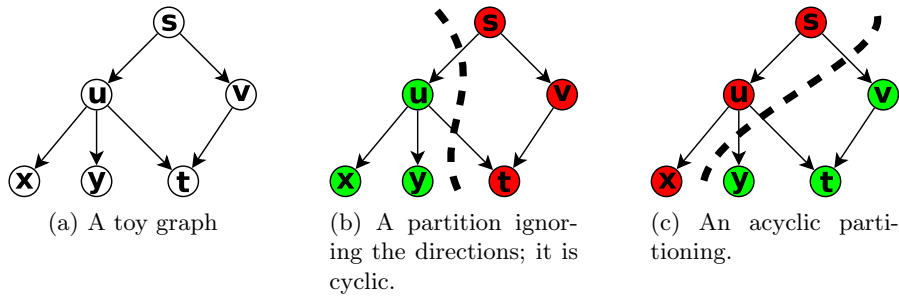 s
u
v
x
y
t
(a) A toy graph
s
u
v
x
y
t
(b) A partition ignor-
ing the directions; it is
cyclic.
s
u
v
x
y
t
(c) An acyclic parti-
tioning.